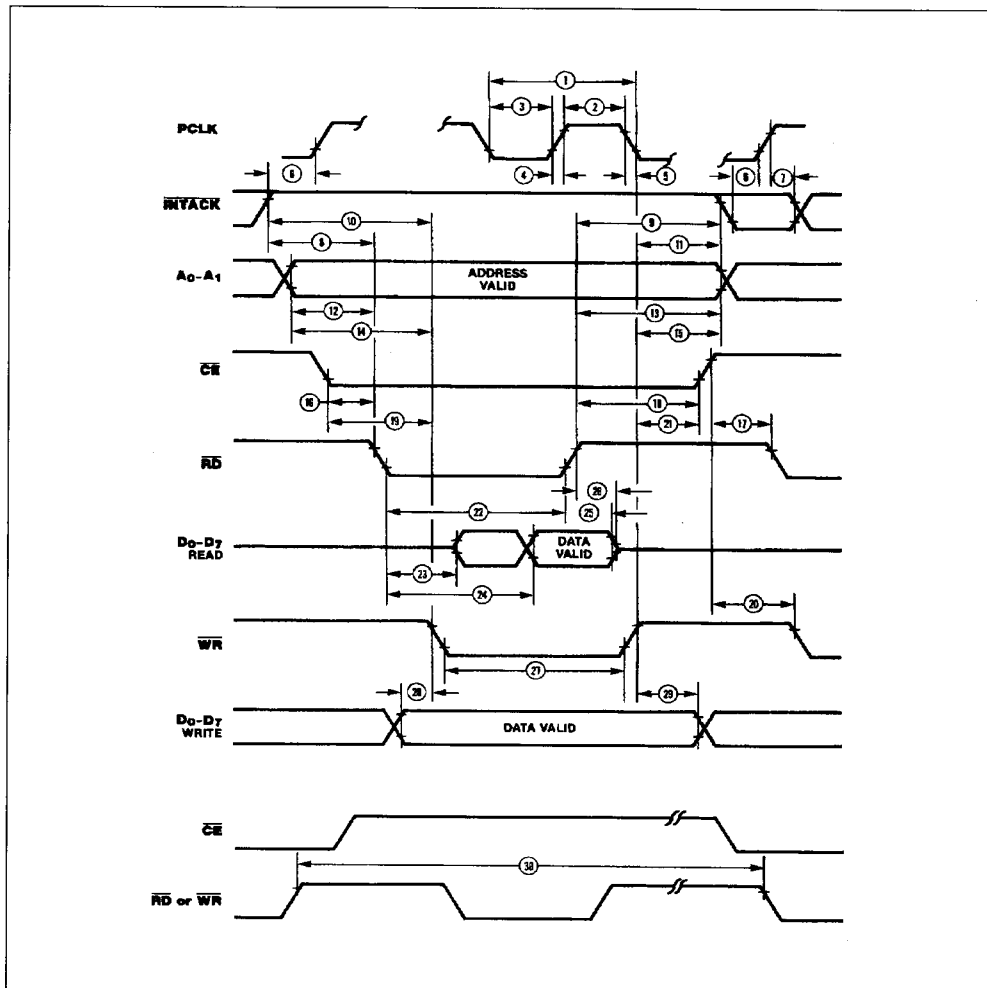 ①
③ ②
PCLK
④ ⑤
⑥ ⑥ ⑦
INTACK
⑩ ⑨
⑧ ⑪
A₀-A₁ ADDRESS VALID
⑫ ⑬
⑭ ⑮
CE
⑯ ⑱
⑲ ㉑ ⑰
RD
㉖
㉒ ㉕
D₀-D₇ READ DATA VALID
㉓
㉔ ⑳
WR
㉗
㉘ ㉙
D₀-D₇ WRITE DATA VALID
CE
㉚
RD or WR